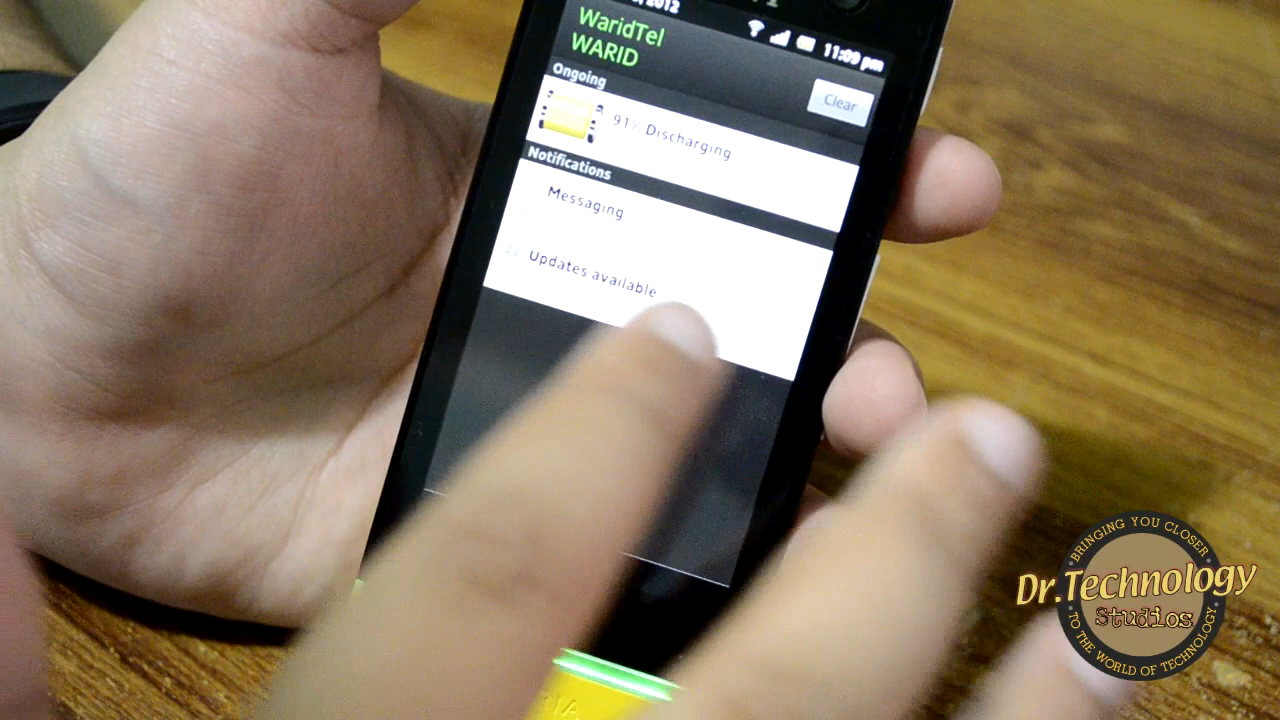 2012
11:09 pm
WaridTel
WARID
Clear
Ongoing
91% Discharging
Notifications
Messaging
Updates available
BRINGING YOU CLOSER
Dr.Technology
Studios
TO THE WORLD OF TECHNOLOGY